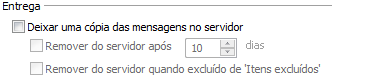 Entrega
Deixar uma cópia das mensagens no servidor
Remover do servidor após 10 dias
Remover do servidor quando excluído de 'Itens excluídos'